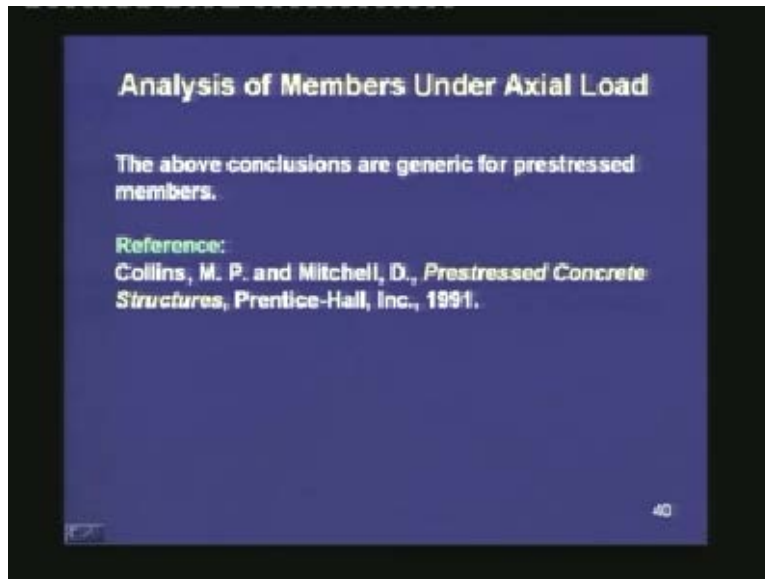 Analysis of Members Under Axial Load
The above conclusions are generic for prestressed
members.
Reference:
Collins, M. P. and Mitchell, D., Prestressed Concrete
Structures, Prentice-Hall, Inc., 1991.
40